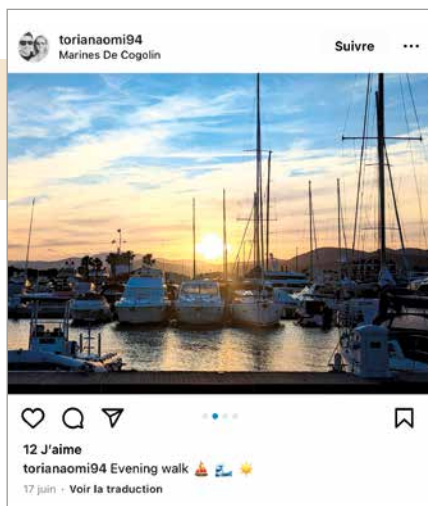 torianaomi94
Suivre
Marines De Cogolin
12 J'aime
torianaomi94 Evening walk ⛵ 🌊 ☀️
17 juin · Voir la traduction